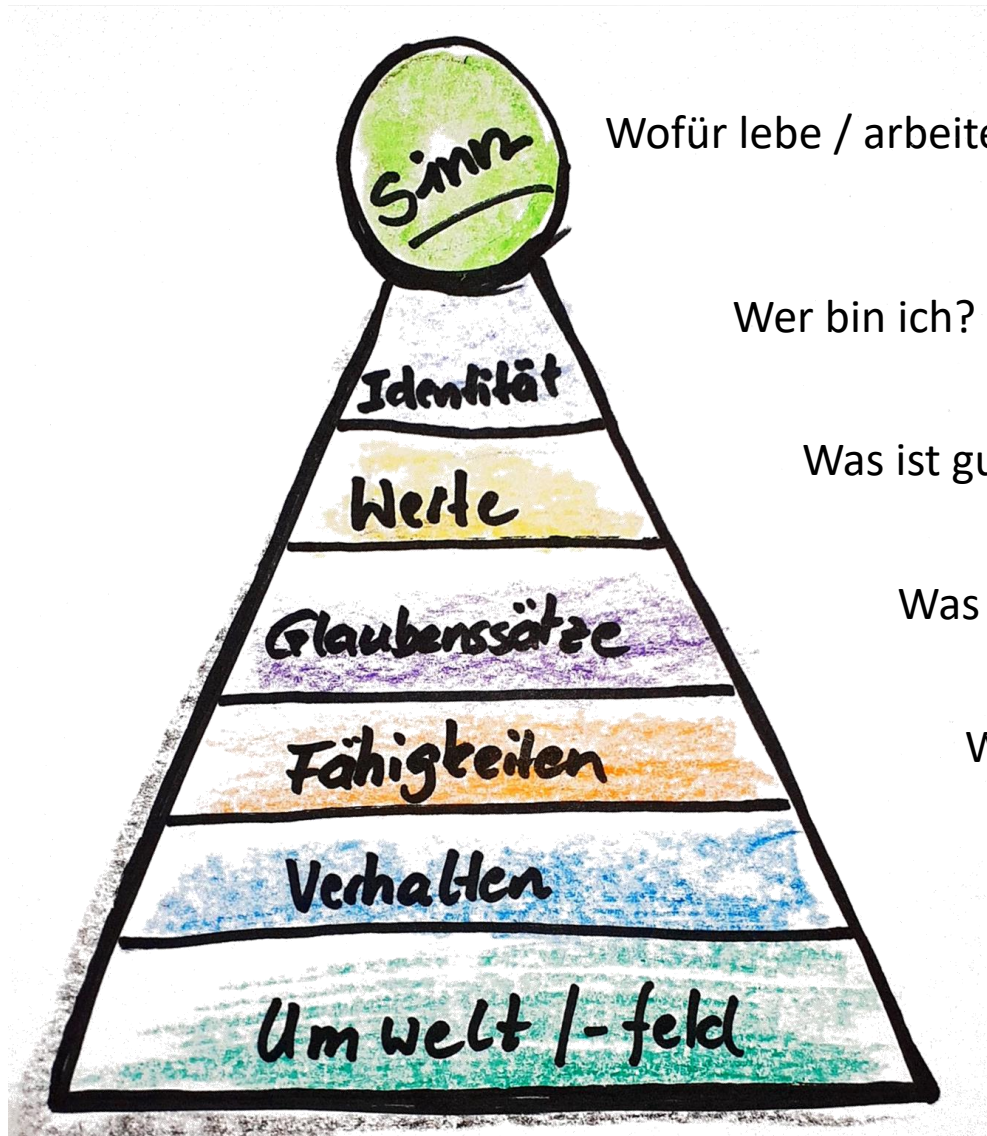 Sinn
Wofür lebe / arbeite
Identität
Wer bin ich?
Werte
Was ist gu
Glaubenssätze
Was
Fähigkeiten
W
Verhalten
Umwelt /-feld